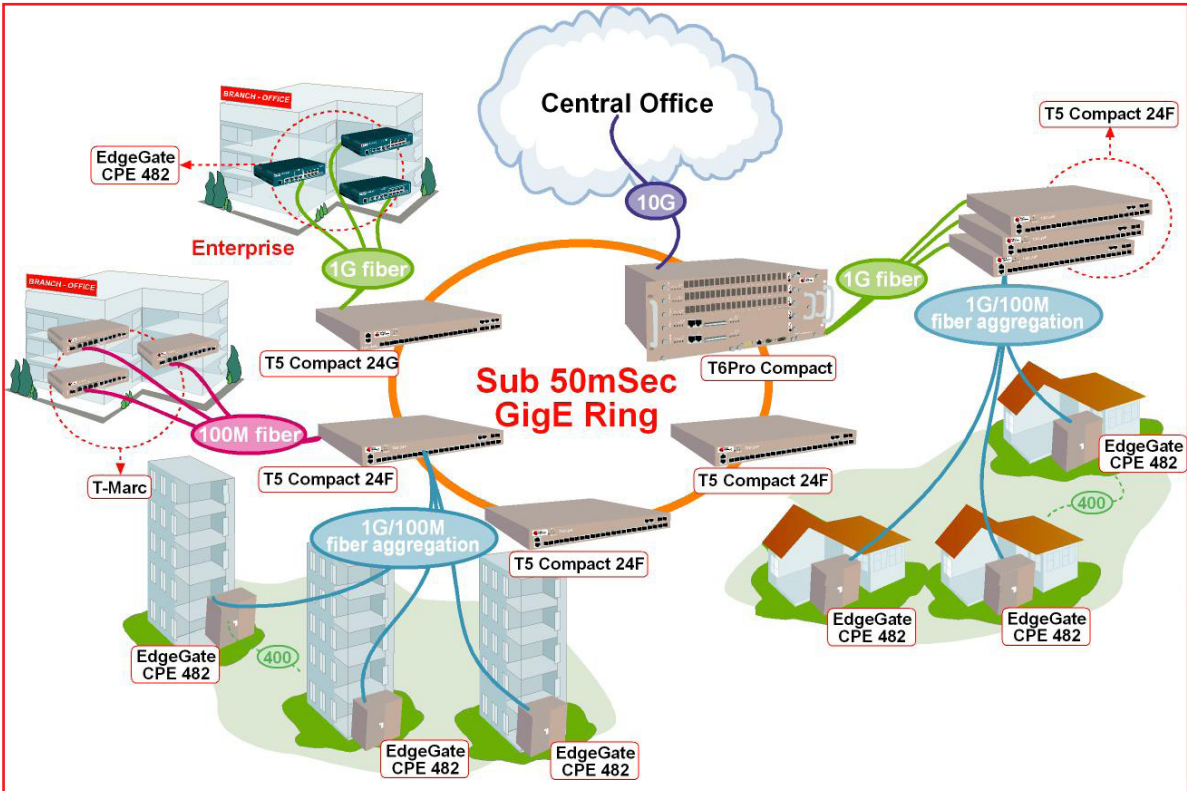 Central Office
10G
BRANCH - OFFICE
EdgeGate
CPE 482
Enterprise
1G fiber
T5 Compact 24F
1G fiber
1G/100M
fiber aggregation
BRANCH - OFFICE
T5 Compact 24G
T6Pro Compact
Sub 50mSec
GigE Ring
100M fiber
T-Marc
T5 Compact 24F
T5 Compact 24F
T5 Compact 24F
1G/100M
fiber aggregation
EdgeGate
CPE 482
400
EdgeGate
CPE 482
EdgeGate
CPE 482
EdgeGate
CPE 482
400
EdgeGate
CPE 482
EdgeGate
CPE 482